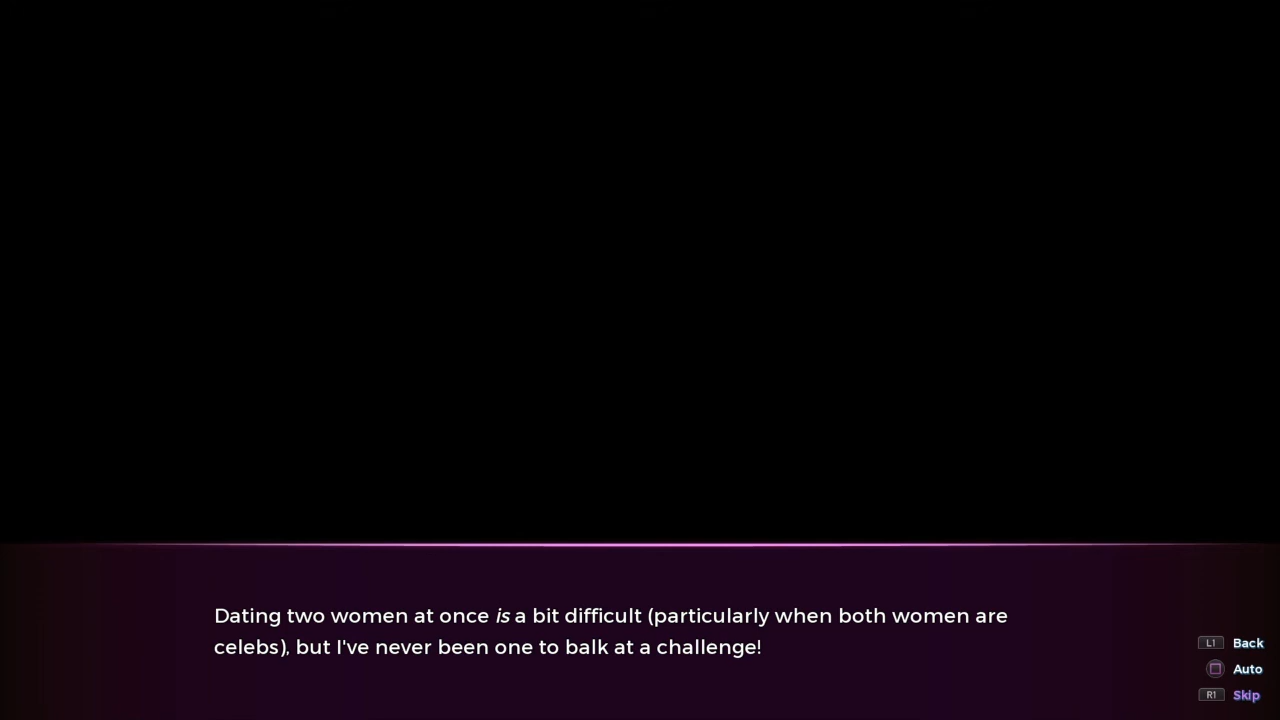 Dating two women at once is a bit difficult (particularly when both women are
celebs), but I've never been one to balk at a challenge!
L1 Back
Auto
R1 Skip